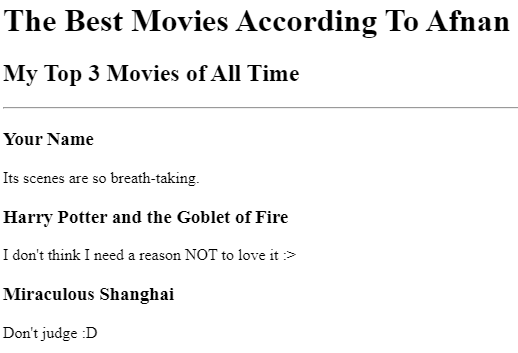 The Best Movies According To Afnan
My Top 3 Movies of All Time
Your Name
Its scenes are so breath-taking.
Harry Potter and the Goblet of Fire
I don't think I need a reason NOT to love it :>
Miraculous Shanghai
Don't judge :D